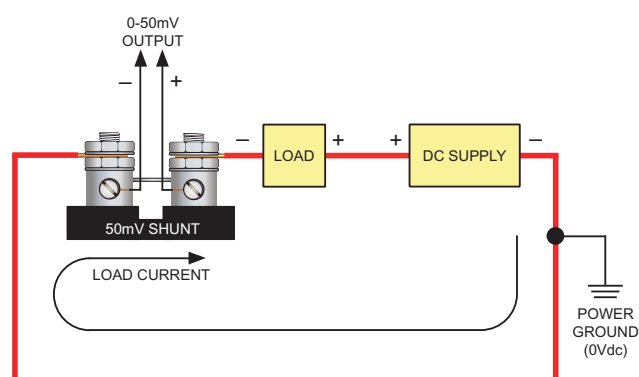 0-50mV
OUTPUT
– +
– LOAD + + DC SUPPLY –
50mV SHUNT
LOAD CURRENT
POWER
GROUND
(0Vdc)